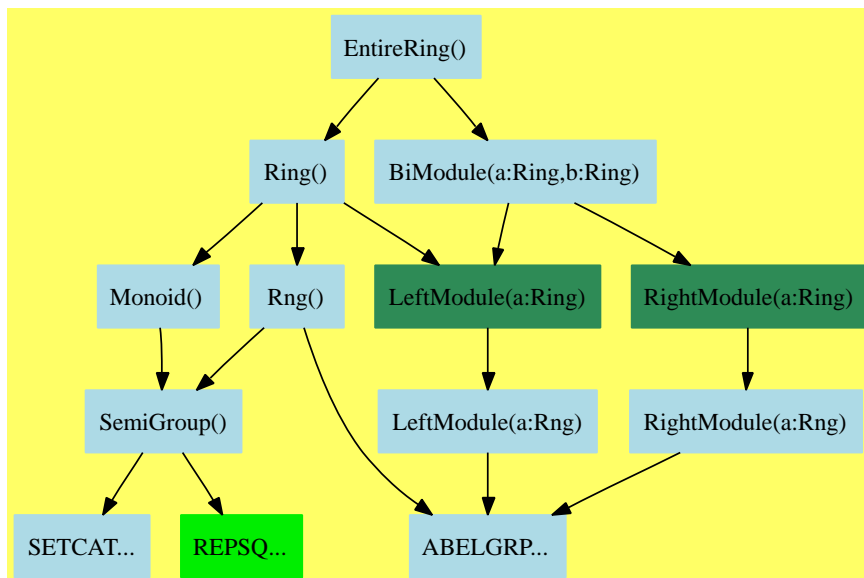 EntireRing()
Ring()
BiModule(a:Ring,b:Ring)
Monoid()
Rng()
LeftModule(a:Ring)
RightModule(a:Ring)
SemiGroup()
LeftModule(a:Rng)
RightModule(a:Rng)
SETCAT...
REPSQ...
ABELGRP...